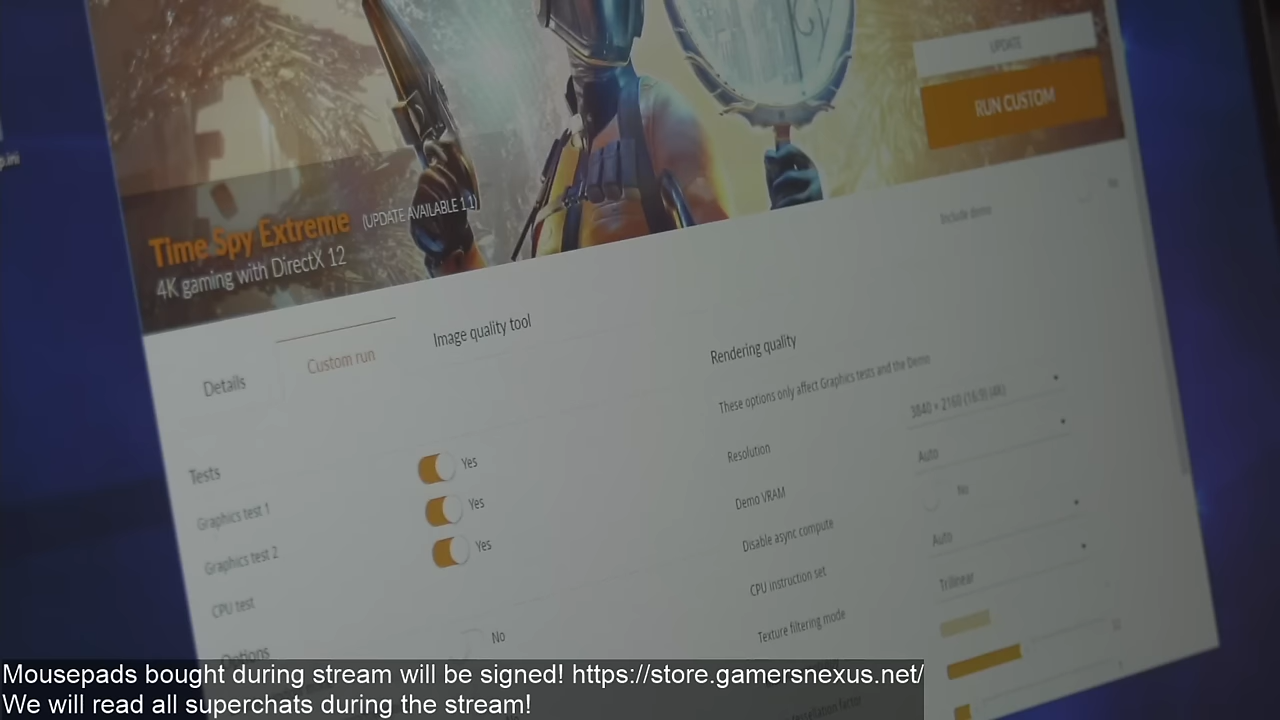 p.ini
UPDATE
RUN CUSTOM
Time Spy Extreme (UPDATE AVAILABLE 1.1)
4K gaming with DirectX 12
Include demo
No
Details
Custom run
Image quality tool
Tests
Graphics test 1 Yes
Graphics test 2 Yes
CPU test Yes
Options
No
Rendering quality
These options only affect Graphics tests and the Demo
Resolution 3840 × 2160 (16:9) (4K)
Demo VRAM Auto
Disable async compute No
CPU instruction set Auto
Texture filtering mode Trilinear
Mousepads bought during stream will be signed! https://store.gamersnexus.net/
We will read all superchats during the stream!